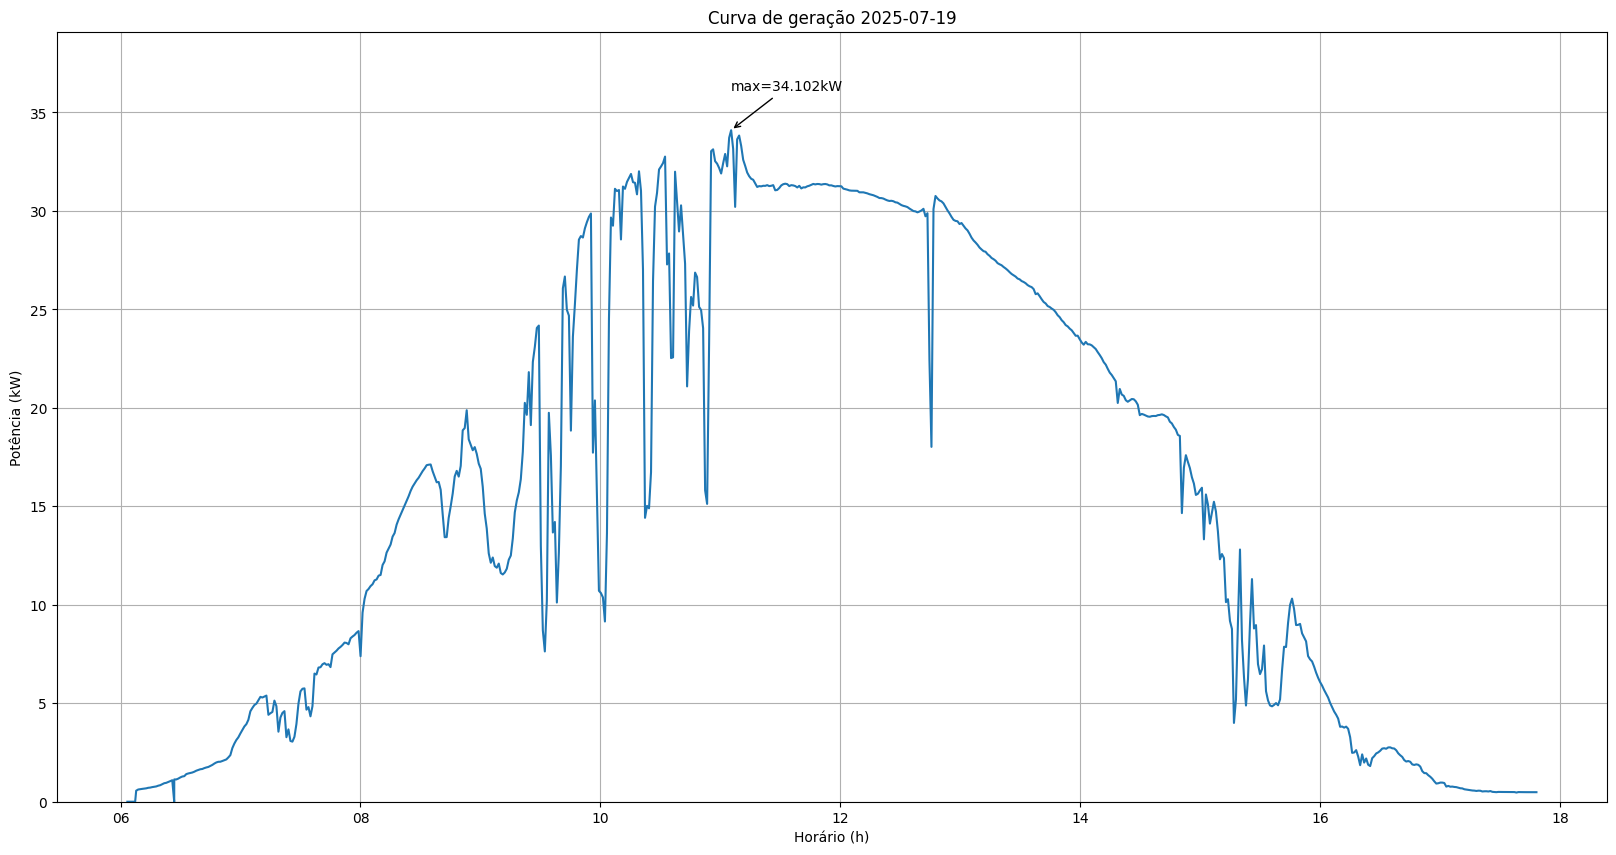 Curva de geração 2025-07-19
max=34.102kW
Potência (kW)
35
30
25
20
15
10
5
0
06 08 10 12 14 16 18
Horário (h)